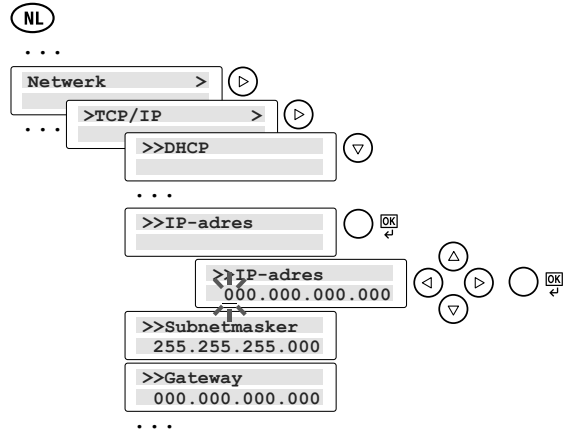 NL
. . .
Netwerk >
. . .
>TCP/IP >
>>DHCP
. . .
>>IP-adres
OK
>>IP-adres
000.000.000.000
OK
>>Subnetmasker
255.255.255.000
>>Gateway
000.000.000.000
. . .